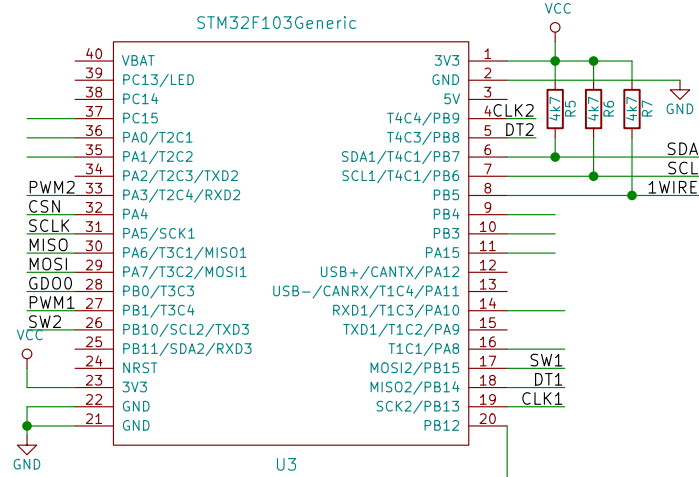 VCC
STM32F103Generic
40 VBAT 3V3 1
39 PC13/LED GND 2
GND
38 PC14 5V 3
37 PC15 T4C4/PB9 4 CLK2
4k7 R5 4k7 R6 4k7 R7
36 PA0/T2C1 T4C3/PB8 5 DT2
35 PA1/T2C2 SDA1/T4C1/PB7 6 SDA
34 PA2/T2C3/TXD2 SCL1/T4C1/PB6 7 SCL
PWM2 33 PA3/T2C4/RXD2 PB5 8 1WIRE
CSN 32 PA4 PB4 9
SCLK 31 PA5/SCK1 PB3 10
MISO 30 PA6/T3C1/MISO1 PA15 11
MOSI 29 PA7/T3C2/MOSI1 USB+/CANTX/PA12 12
GDO0 28 PB0/T3C3 USB-/CANRX/T1C4/PA11 13
PWM1 27 PB1/T3C4 RXD1/T1C3/PA10 14
SW2 26 PB10/SCL2/TXD3 TXD1/T1C2/PA9 15
VCC
25 PB11/SDA2/RXD3 T1C1/PA8 16
24 NRST MOSI2/PB15 17 SW1
23 3V3 MISO2/PB14 18 DT1
22 GND SCK2/PB13 19 CLK1
21 GND PB12 20
GND
U3